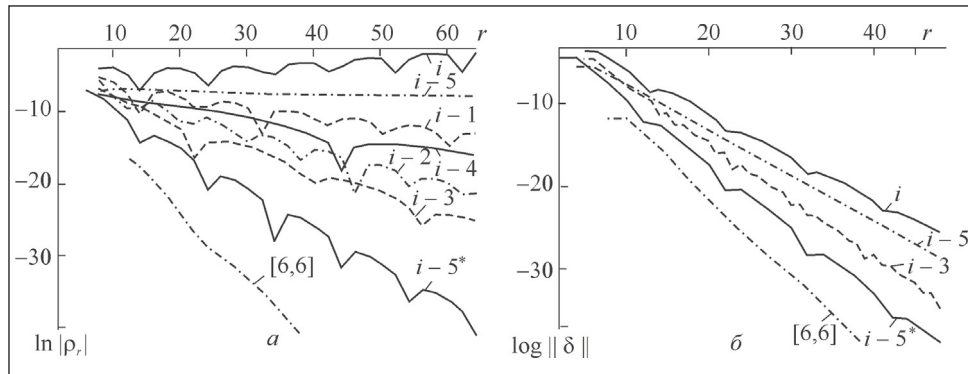 10 20 30 40 50 r
i
i – 5
–10
i – 1
i – 2
i – 4
–20
i – 3
–30
[6,6]
i – 5*
ln |ρr|
а
10 20 30 40 r
–10
–20
i
i – 5
–30
i – 3
[6,6]
i – 5*
log || δ ||
б